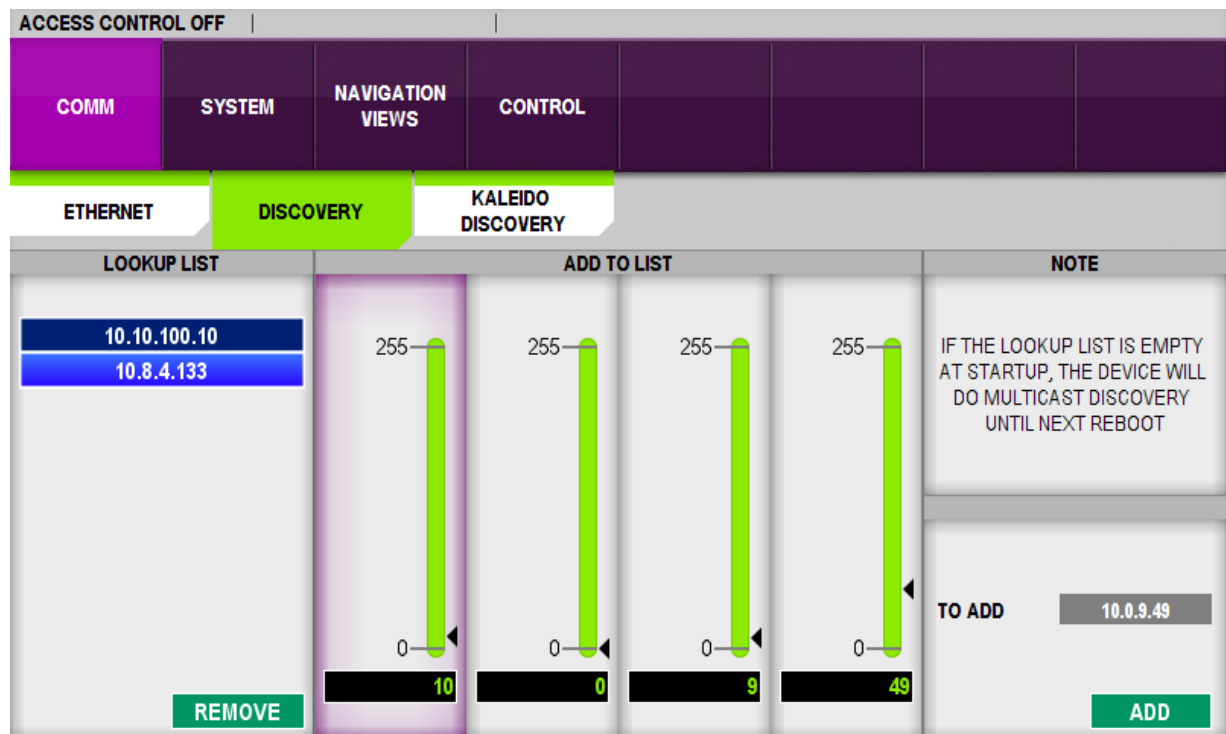 ACCESS CONTROL OFF
COMM
SYSTEM
NAVIGATION
VIEWS
CONTROL
ETHERNET
DISCOVERY
KALEIDO
DISCOVERY
LOOKUP LIST
10.10.100.10
10.8.4.133
REMOVE
ADD TO LIST
255 255 255 255
0 0 0 0
10 0 9 49
NOTE
IF THE LOOKUP LIST IS EMPTY
AT STARTUP, THE DEVICE WILL
DO MULTICAST DISCOVERY
UNTIL NEXT REBOOT
TO ADD 10.0.9.49
ADD